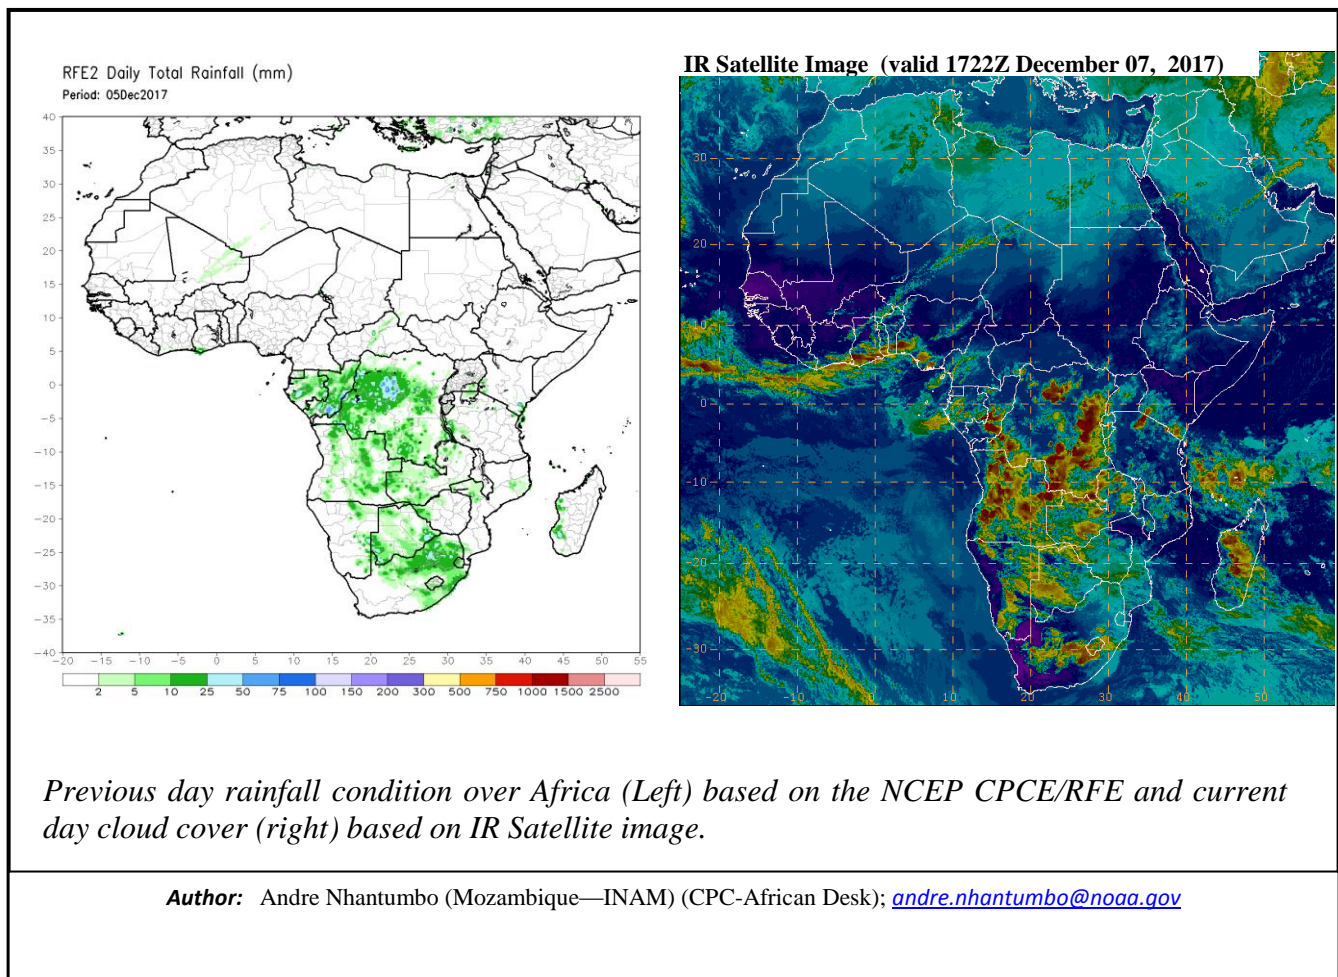 RFE2 Daily Total Rainfall (mm)
Period: 05Dec2017
40
35
30
25
20
15
10
5
0
-5
-10
-15
-20
-25
-30
-35
-40
-20 -15 -10 -5 0 5 10 15 20 25 30 35 40 45 50 55
2 5 10 25 50 75 100 150 200 300 500 750 1000 1500 2500
IR Satellite Image (valid 1722Z December 07, 2017)
30
20
10
0
-10
-20
-30
-20 -10 0 10 20 30 40 50
Previous day rainfall condition over Africa (Left) based on the NCEP CPCE/RFE and current
day cloud cover (right) based on IR Satellite image.
Author: Andre Nhantumbo (Mozambique—INAM) (CPC-African Desk); andre.nhantumbo@noaa.gov